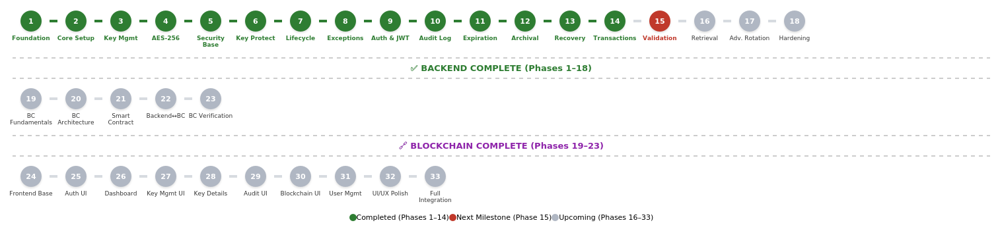 1 2 3 4 5 6 7 8 9 10 11 12 13 14 15 16 17 18
Foundation Core Setup Key Mgmt AES-256 Security Key Protect Lifecycle Exceptions Auth & JWT Audit Log Expiration Archival Recovery Transactions Validation Retrieval Adv. Rotation Hardening
Base
✅ BACKEND COMPLETE (Phases 1–18)
19 20 21 22 23
BC BC Smart Backend↔BC BC Verification
Fundamentals Architecture Contract
🔗 BLOCKCHAIN COMPLETE (Phases 19–23)
24 25 26 27 28 29 30 31 32 33
Frontend Base Auth UI Dashboard Key Mgmt UI Key Details Audit UI Blockchain UI User Mgmt UI/UX Polish Full
Integration
Completed (Phases 1–14) Next Milestone (Phase 15) Upcoming (Phases 16–33)